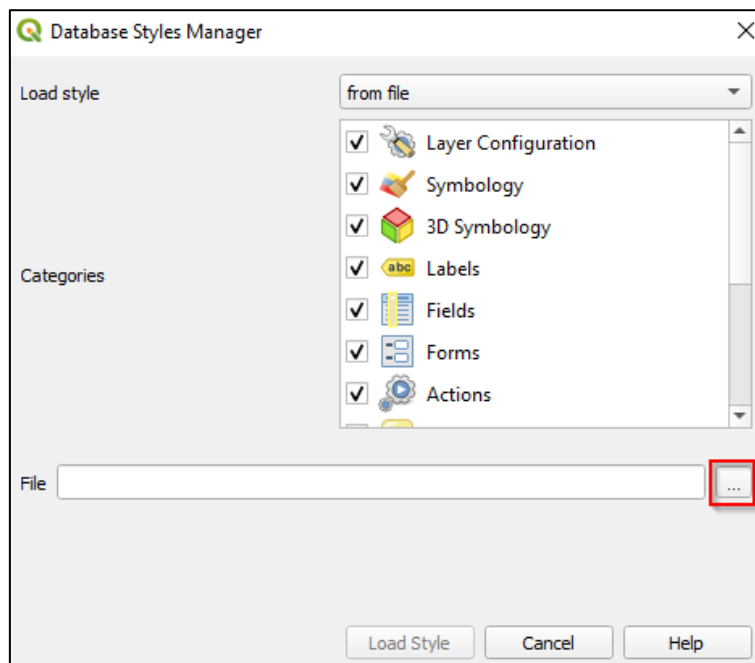 Database Styles Manager
Load style
from file
Layer Configuration
Symbology
3D Symbology
Categories
abc Labels
Fields
Forms
Actions
File
...
Load Style Cancel Help